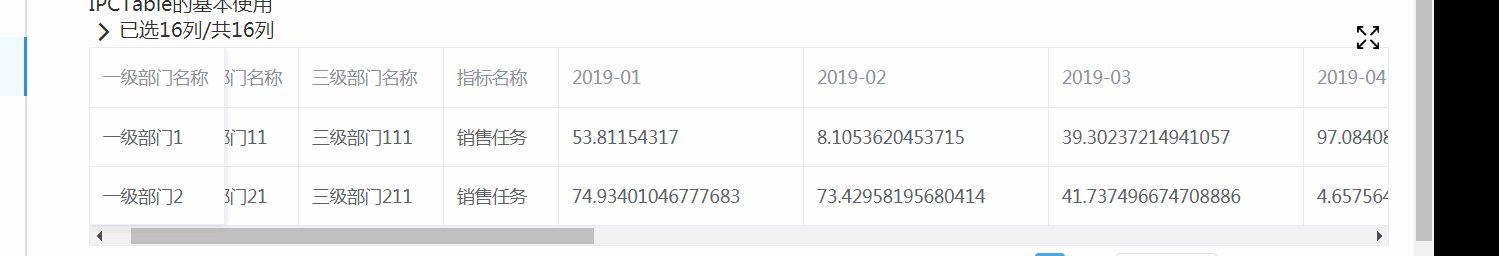 IPCTable的基本使用
已选16列/共16列
一级部门名称 部门名称 三级部门名称 指标名称 2019-01 2019-02 2019-03 2019-04
一级部门1 部门11 三级部门111 销售任务 53.81154317 8.1053620453715 39.30237214941057 97.08408
一级部门2 部门21 三级部门211 销售任务 74.93401046777683 73.42958195680414 41.737496674708886 4.657564